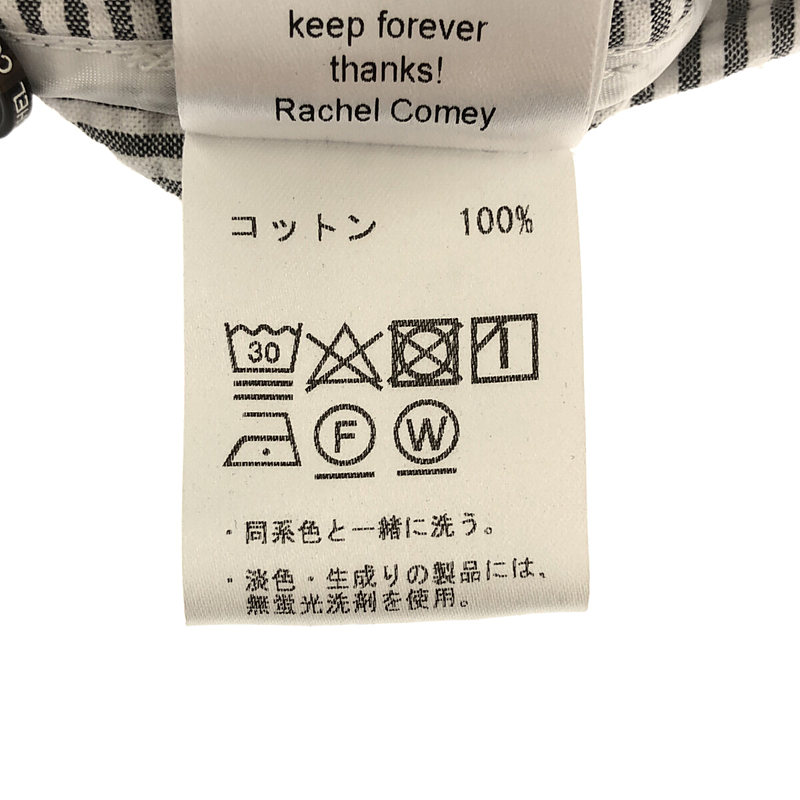 keep forever
thanks!
Rachel Comey
コットン 100%
30
F W
・同系色と一緒に洗う。
・淡色・生成りの製品には、
無蛍光洗剤を使用。